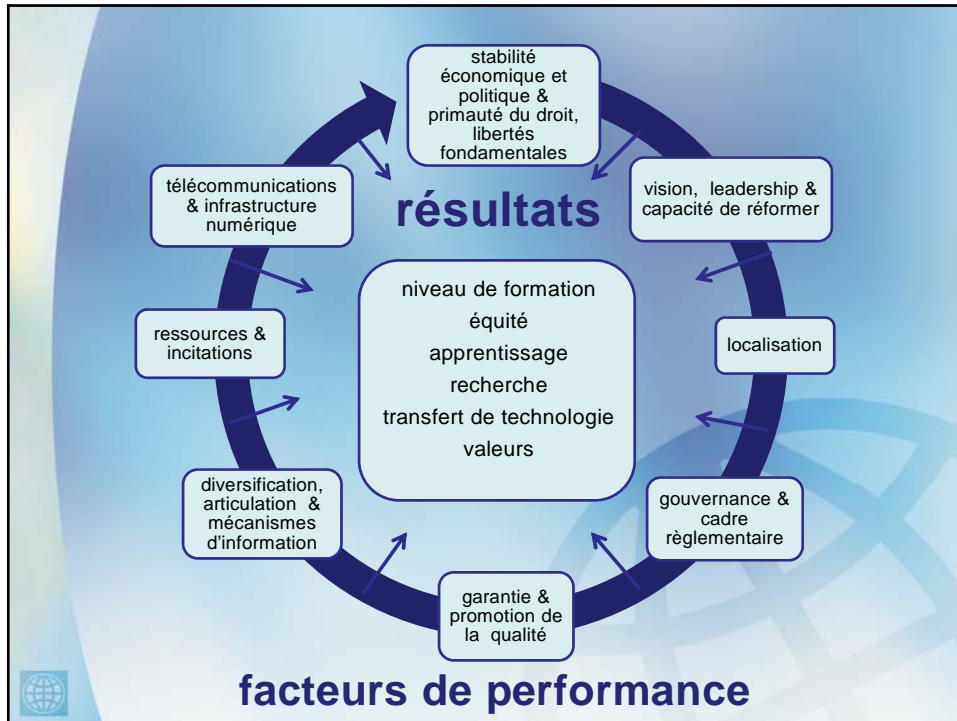 stabilité
économique et
politique &
primauté du droit,
libertés
fondamentales
télécommunications
& infrastructure
numérique
résultats
vision, leadership &
capacité de réformer
niveau de formation
équité
apprentissage
recherche
transfert de technologie
valeurs
ressources &
incitations
localisation
diversification,
articulation &
mécanismes
d'information
gouvernance &
cadre
règlementaire
garantie &
promotion de
la qualité
facteurs de performance